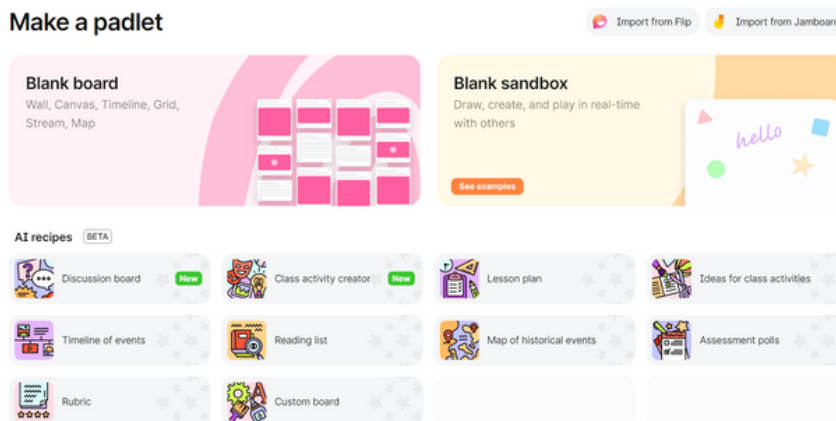 Make a padlet
Import from Flip
Import from Jamboard
Blank board
Wall, Canvas, Timeline, Grid,
Stream, Map
Blank sandbox
Draw, create, and play in real-time
with others
hello
See examples
AI recipes BETA
Discussion board New
Class activity creator New
Lesson plan
Ideas for class activities
Timeline of events
Reading list
Map of historical events
Assessment polls
Rubric
Custom board